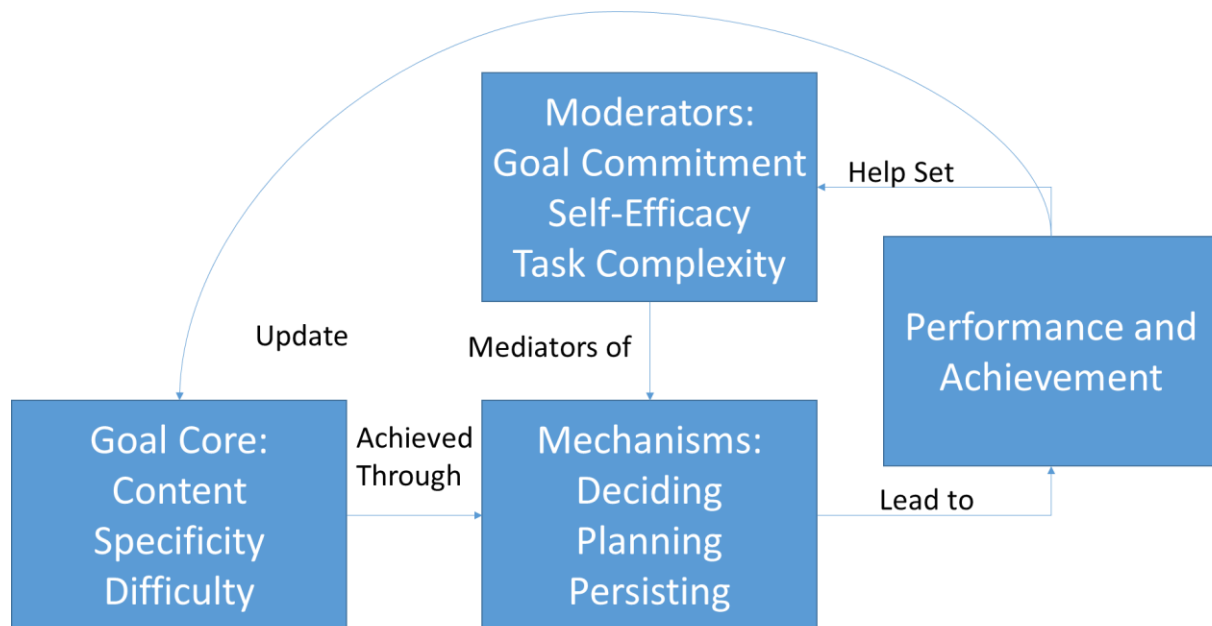 Moderators:
Goal Commitment
Self-Efficacy
Task Complexity
Help Set
Performance and
Achievement
Update
Mediators of
Goal Core:
Content
Specificity
Difficulty
Achieved
Through
Mechanisms:
Deciding
Planning
Persisting
Lead to